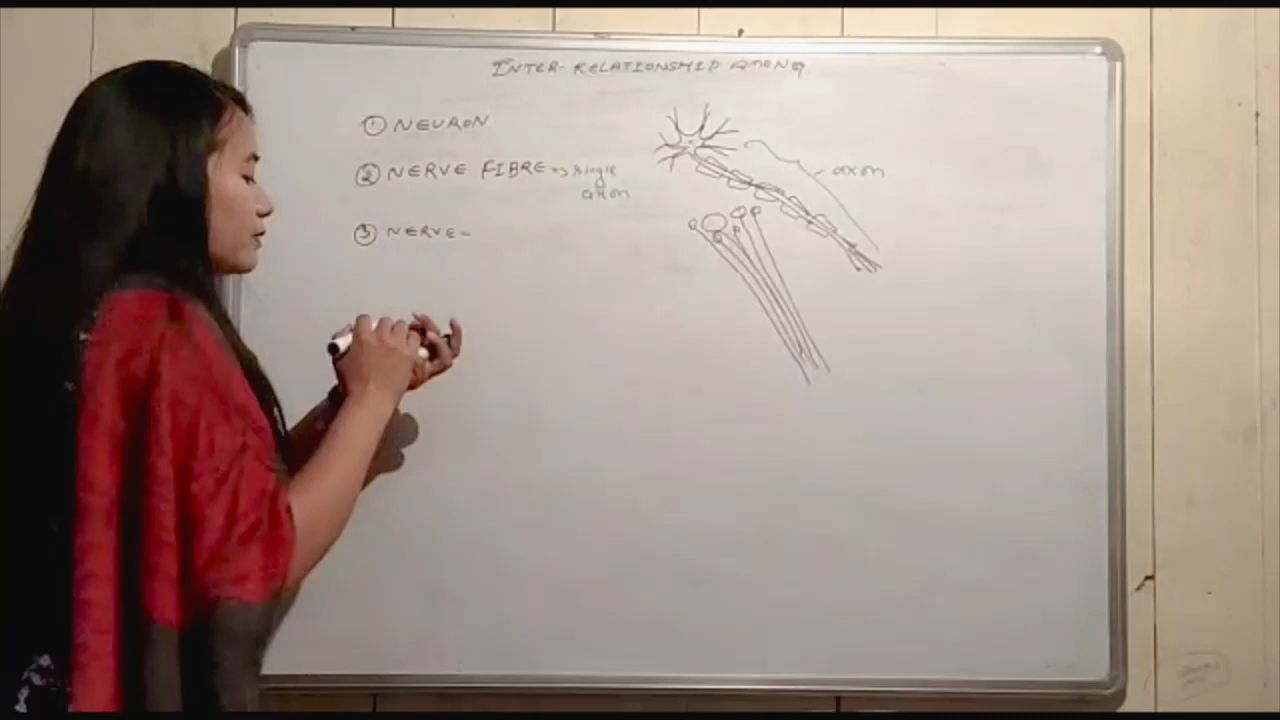 INTER-RELATIONSHIP AMONG
① NEURON
② NERVE FIBRE => single
axon
③ NERVE =
axon